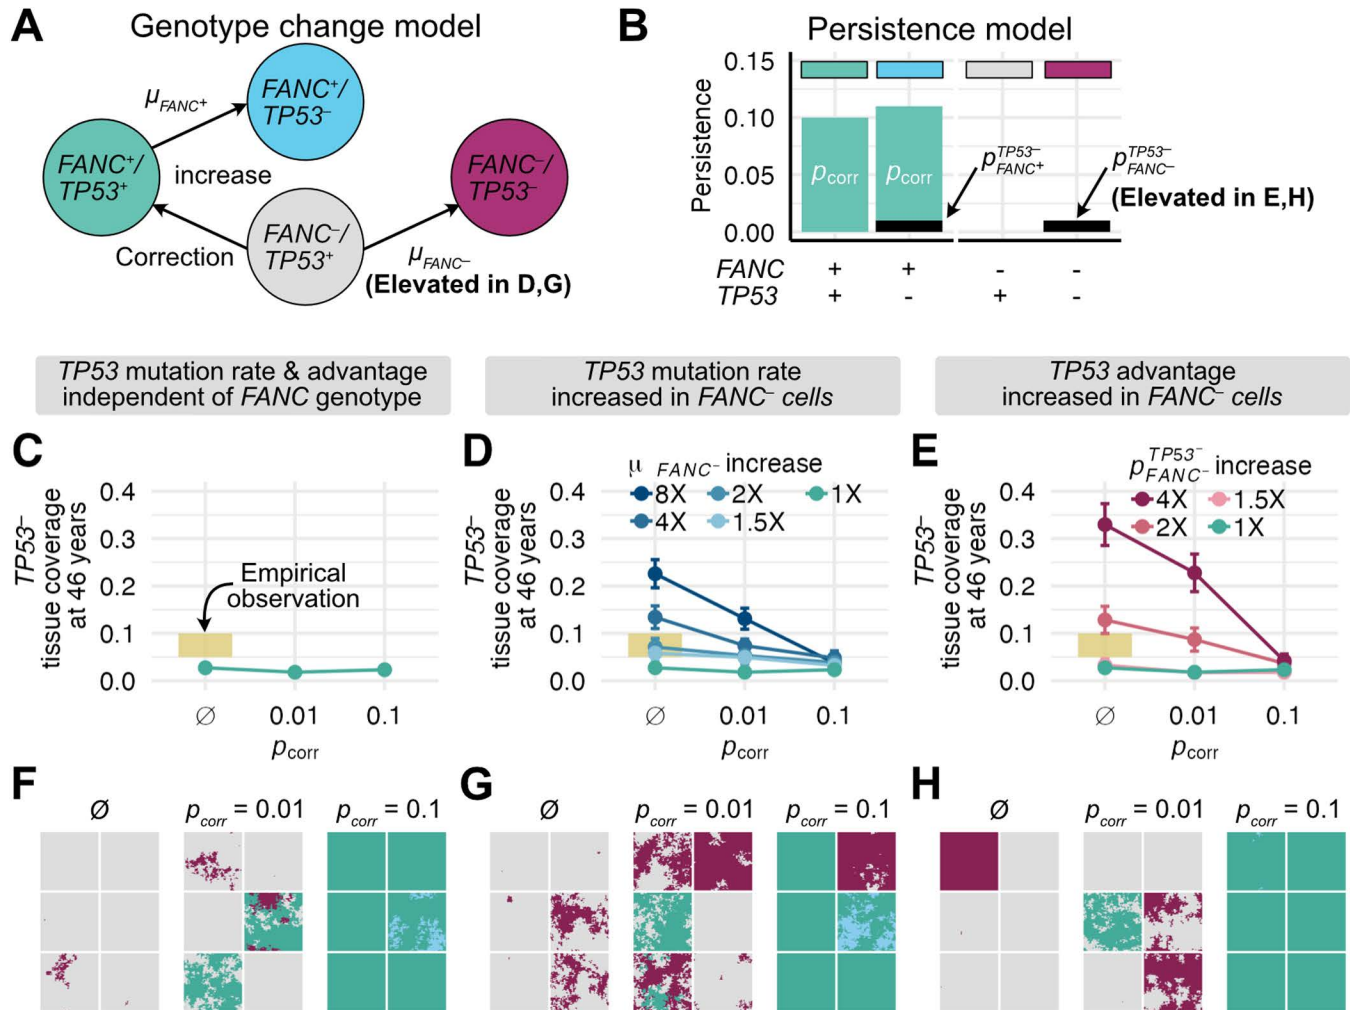 A
Genotype change model
FANC⁺/
TP53⁻
μFANC⁺
FANC⁺/
TP53⁺
increase
FANC⁻/
TP53⁻
Correction
FANC⁻/
TP53⁺
μFANC⁻
(Elevated in D,G)
B
Persistence model
Persistence
0.15
0.10
0.05
0.00
pcorr
pcorr
p TP53⁻ FANC⁺
p TP53⁻ FANC⁻
(Elevated in E,H)
FANC + + - -
TP53 + - + -
TP53 mutation rate & advantage
independent of FANC genotype
TP53 mutation rate
increased in FANC⁻ cells
TP53 advantage
increased in FANC⁻ cells
C
TP53⁻
tissue coverage
at 46 years
0.4
0.3
0.2
0.1
0.0
Empirical
observation
∅ 0.01 0.1
pcorr
D
μ FANC⁻ increase
8X 2X 1X
4X 1.5X
TP53⁻
tissue coverage
at 46 years
0.4
0.3
0.2
0.1
0.0
∅ 0.01 0.1
pcorr
E
p TP53⁻ FANC⁻ increase
4X 1.5X
2X 1X
TP53⁻
tissue coverage
at 46 years
0.4
0.3
0.2
0.1
0.0
∅ 0.01 0.1
pcorr
F
Ø pcorr = 0.01 pcorr = 0.1
G
Ø pcorr = 0.01 pcorr = 0.1
H
Ø pcorr = 0.01 pcorr = 0.1